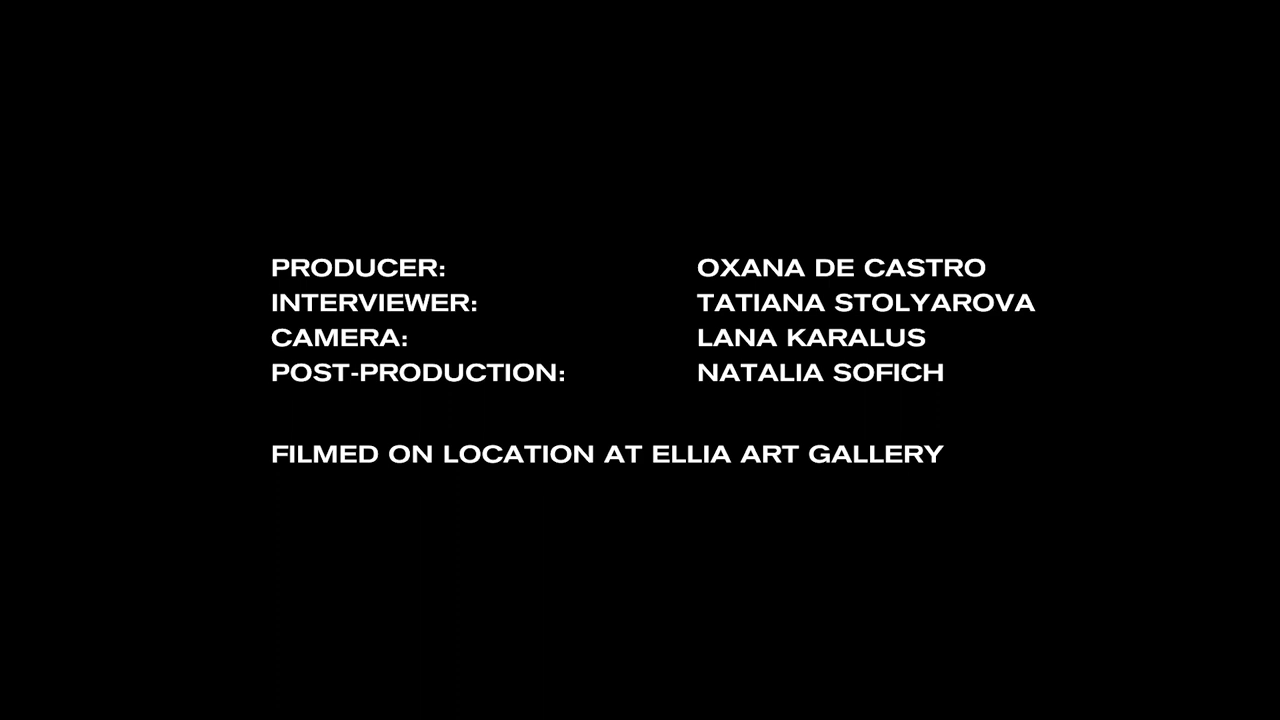 PRODUCER: OXANA DE CASTRO
INTERVIEWER: TATIANA STOLYAROVA
CAMERA: LANA KARALUS
POST-PRODUCTION: NATALIA SOFICH
FILMED ON LOCATION AT ELLIA ART GALLERY